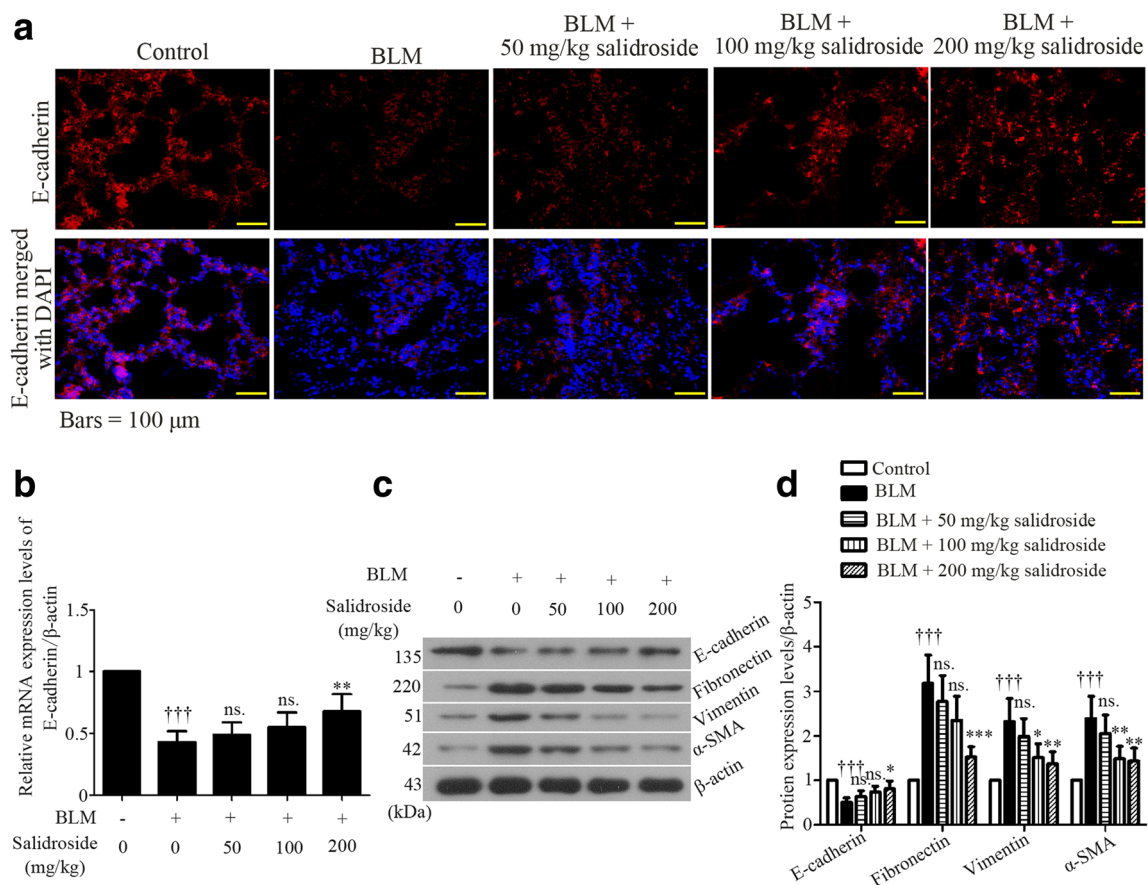 a
Control
BLM
BLM +
50 mg/kg salidroside
BLM +
100 mg/kg salidroside
BLM +
200 mg/kg salidroside
E-cadherin
E-cadherin merged
with DAPI
Bars = 100 μm
b
Relative mRNA expression levels of
E-cadherin/β-actin
1.5
1
0.5
0
†††
ns.
ns.
**
BLM - + + + +
Salidroside 0 0 50 100 200
(mg/kg)
c
BLM - + + + +
Salidroside 0 0 50 100 200
(mg/kg)
135 E-cadherin
220 Fibronectin
51 Vimentin
42 α-SMA
43 β-actin
(kDa)
d
Control
BLM
BLM + 50 mg/kg salidroside
BLM + 100 mg/kg salidroside
BLM + 200 mg/kg salidroside
Protien expression levels/β-actin
5
4
3
2
1
0
††† ns ns. *
††† ns. ns. ***
††† ns. * **
††† ns. ** **
E-cadherin
Fibronectin
Vimentin
α-SMA